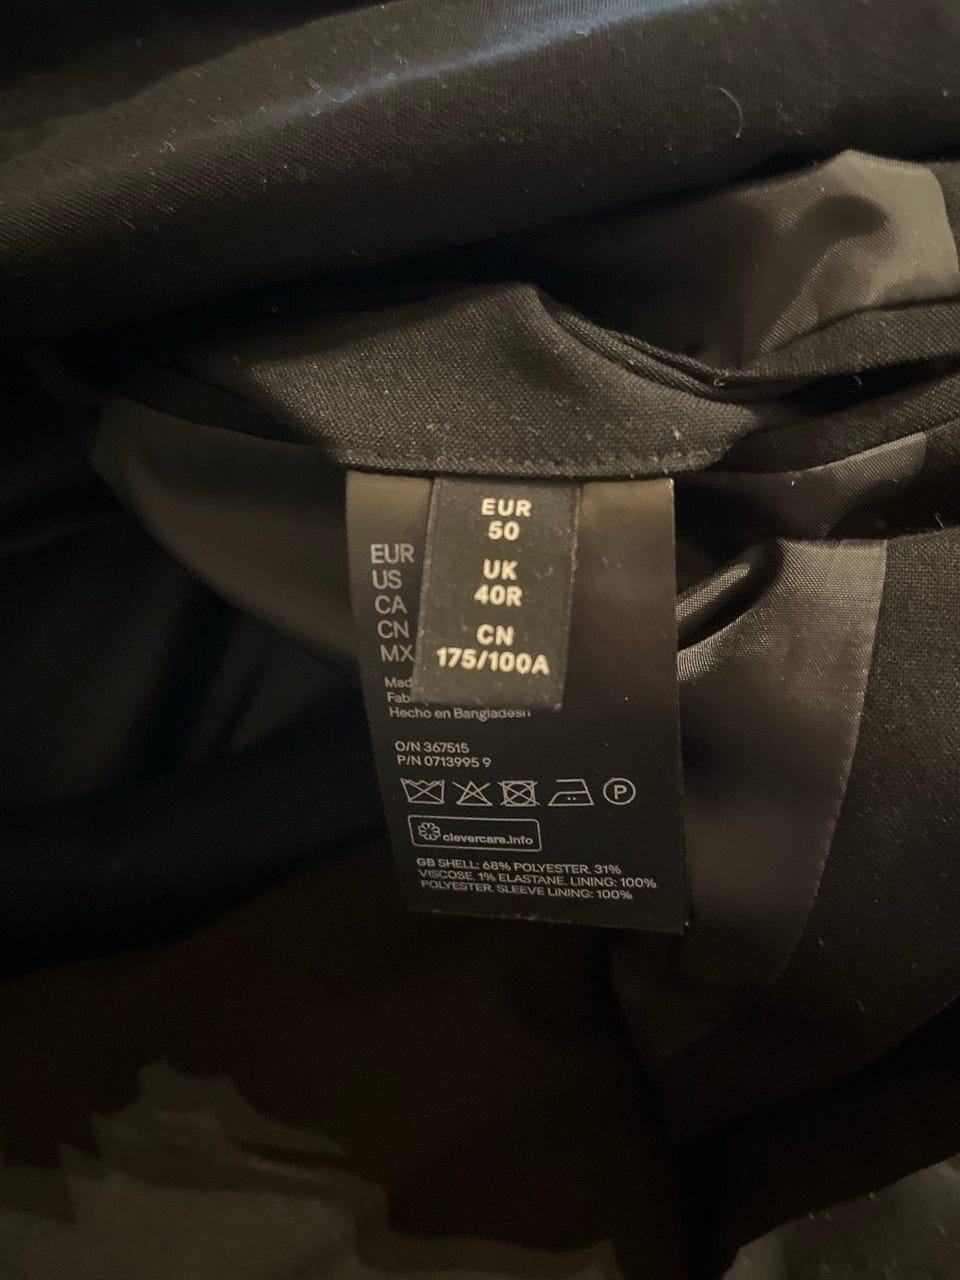 EUR
50
UK
40R
CN
175/100A
EUR
US
CA
CN
MX
Hecho en Bangladesh
O/N 367515
P/N 0713995 9
P
clevercare.info
GB SHELL: 68% POLYESTER. 31%
VISCOSE. 1% ELASTANE. LINING: 100%
POLYESTER. SLEEVE LINING: 100%